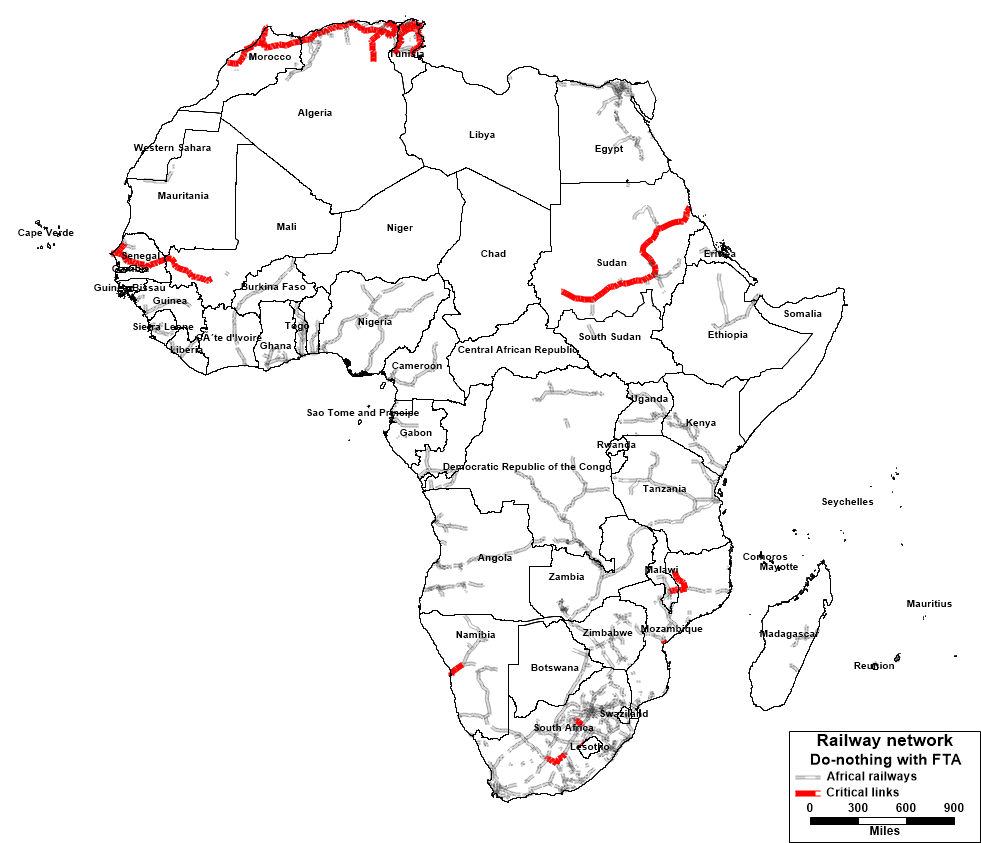 Tunisia
Morocco
Algeria
Libya
Egypt
Western Sahara
Mauritania
Mali
Niger
Chad
Sudan
Eritrea
Cape Verde
Senegal
Gambia
Guinea Bissau
Guinea
Burkina Faso
Sierra Leone
Liberia
CÃ´te d'Ivoire
Ghana
Togo
Nigeria
Cameroon
Central African Republic
South Sudan
Ethiopia
Somalia
Sao Tome and Principe
Gabon
Uganda
Kenya
Rwanda
Democratic Republic of the Congo
Tanzania
Seychelles
Angola
Zambia
Malawi
Comoros
Mayotte
Mozambique
Zimbabwe
Namibia
Botswana
Madagascar
Mauritius
Reunion
Swaziland
South Africa
Lesotho
Railway network
Do-nothing with FTA
Africal railways
Critical links
0 300 600 900
Miles